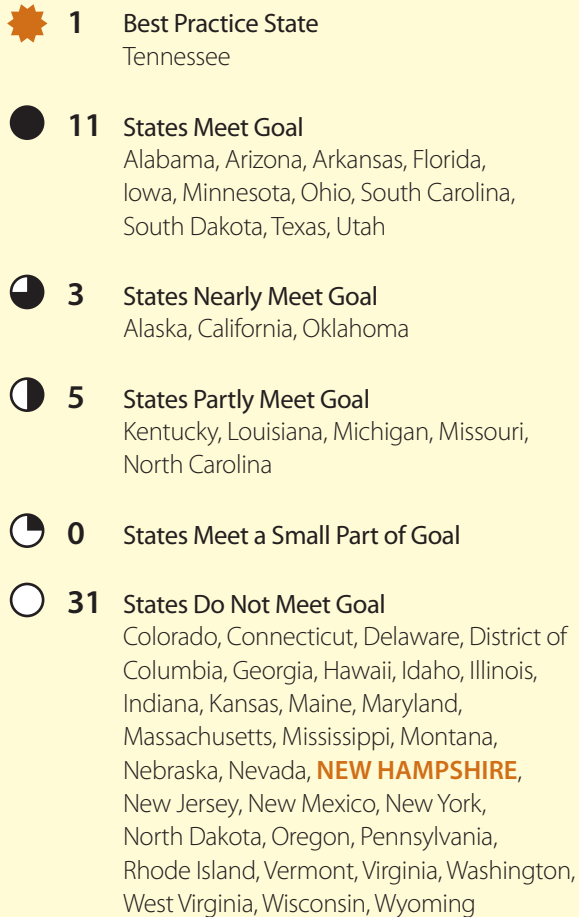 1 Best Practice State
Tennessee
11 States Meet Goal
Alabama, Arizona, Arkansas, Florida,
Iowa, Minnesota, Ohio, South Carolina,
South Dakota, Texas, Utah
3 States Nearly Meet Goal
Alaska, California, Oklahoma
5 States Partly Meet Goal
Kentucky, Louisiana, Michigan, Missouri,
North Carolina
0 States Meet a Small Part of Goal
31 States Do Not Meet Goal
Colorado, Connecticut, Delaware, District of
Columbia, Georgia, Hawaii, Idaho, Illinois,
Indiana, Kansas, Maine, Maryland,
Massachusetts, Mississippi, Montana,
Nebraska, Nevada, NEW HAMPSHIRE,
New Jersey, New Mexico, New York,
North Dakota, Oregon, Pennsylvania,
Rhode Island, Vermont, Virginia, Washington,
West Virginia, Wisconsin, Wyoming